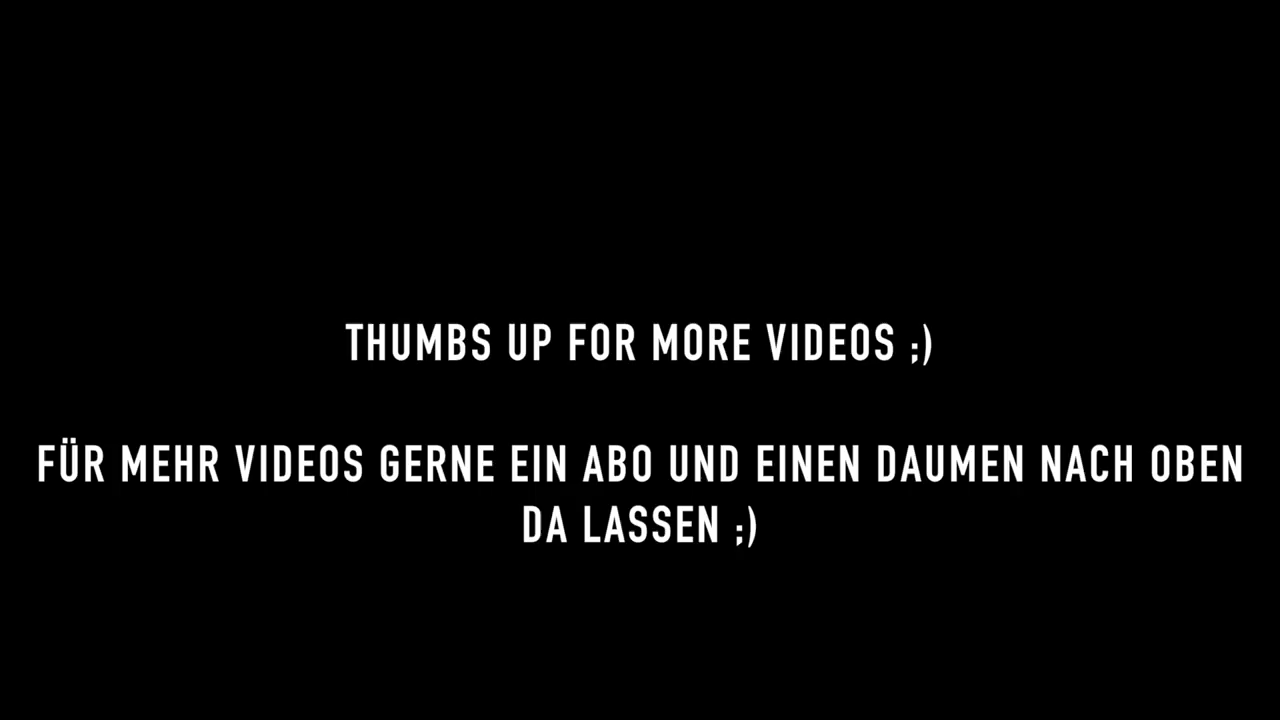 THUMBS UP FOR MORE VIDEOS ;)
FÜR MEHR VIDEOS GERNE EIN ABO UND EINEN DAUMEN NACH OBEN
DA LASSEN ;)